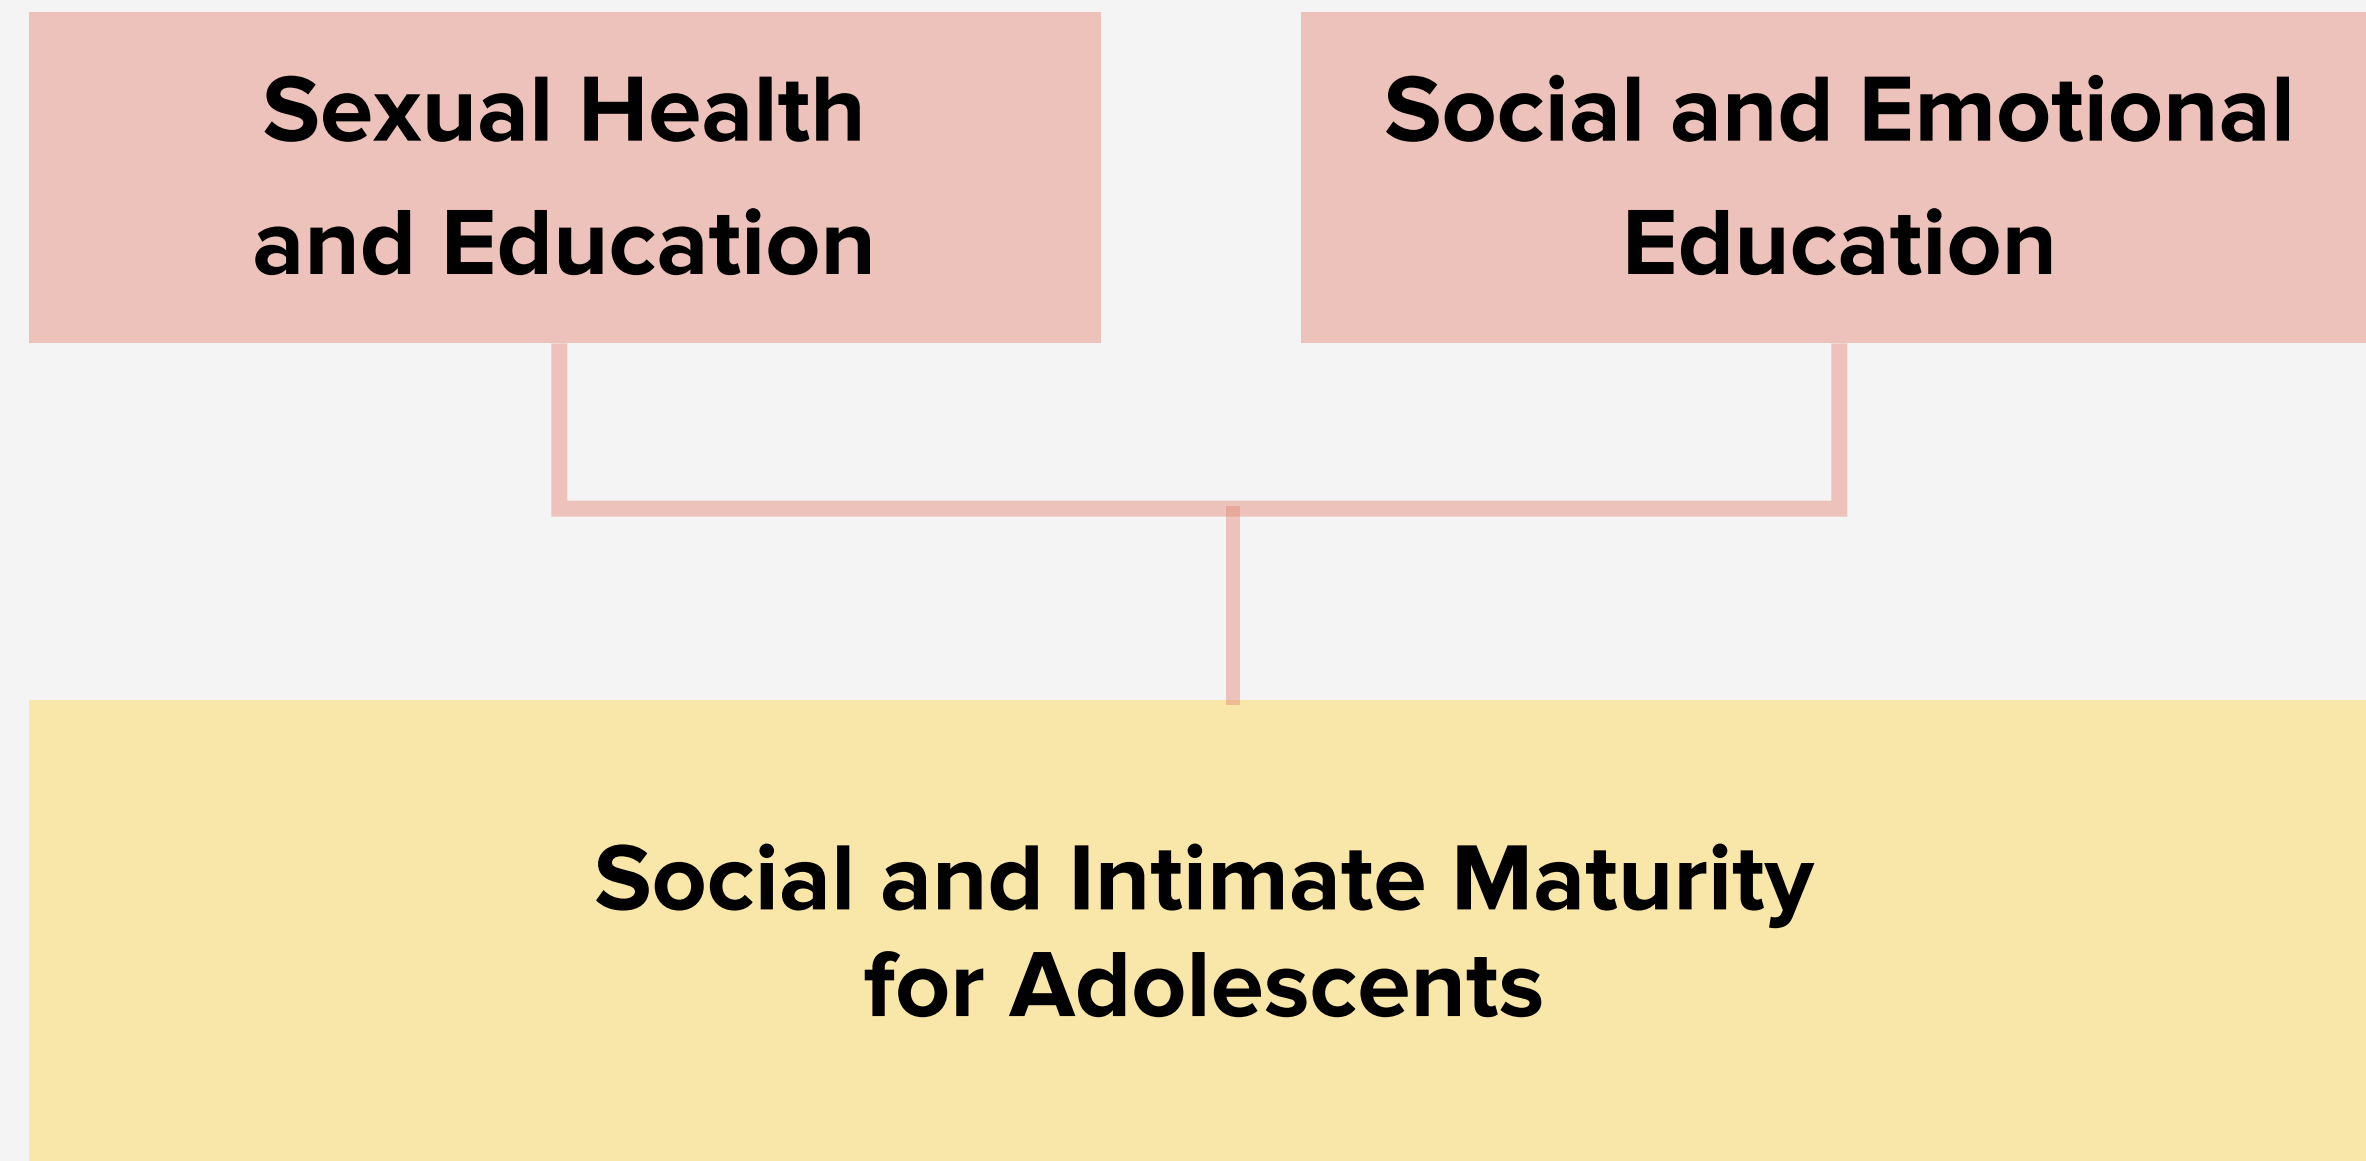 Sexual Health
and Education
Social and Emotional
Education
Social and Intimate Maturity
for Adolescents